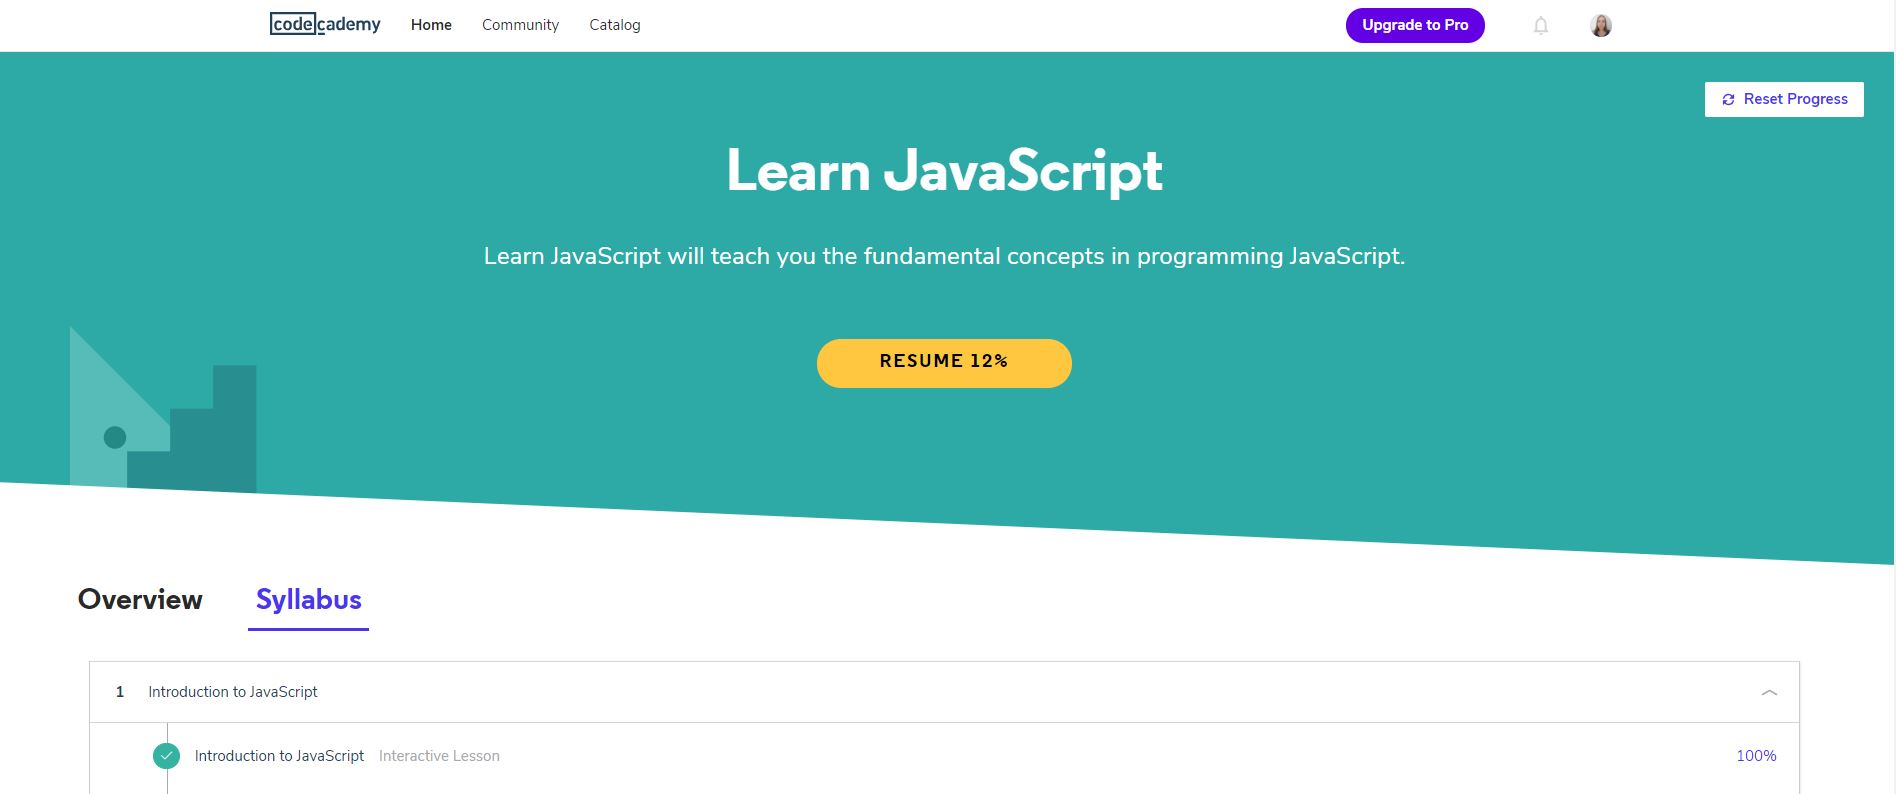 codecademy Home Community Catalog Upgrade to Pro
Reset Progress
Learn JavaScript
Learn JavaScript will teach you the fundamental concepts in programming JavaScript.
RESUME 12%
Overview Syllabus
1 Introduction to JavaScript
Introduction to JavaScript Interactive Lesson 100%